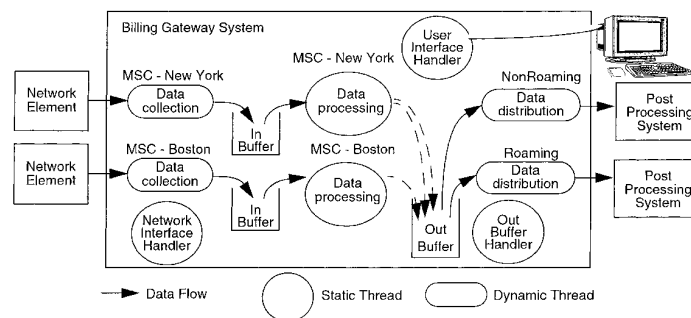 Billing Gateway System
User
Interface
Handler
MSC - New York
MSC - New York
NonRoaming
Network
Element
Data
collection
In
Buffer
Data
processing
Data
distribution
Post
Processing
System
MSC - Boston
MSC - Boston
Roaming
Network
Element
Data
collection
In
Buffer
Data
processing
Data
distribution
Post
Processing
System
Network
Interface
Handler
Out
Buffer
Out
Buffer
Handler
Data Flow
Static Thread
Dynamic Thread